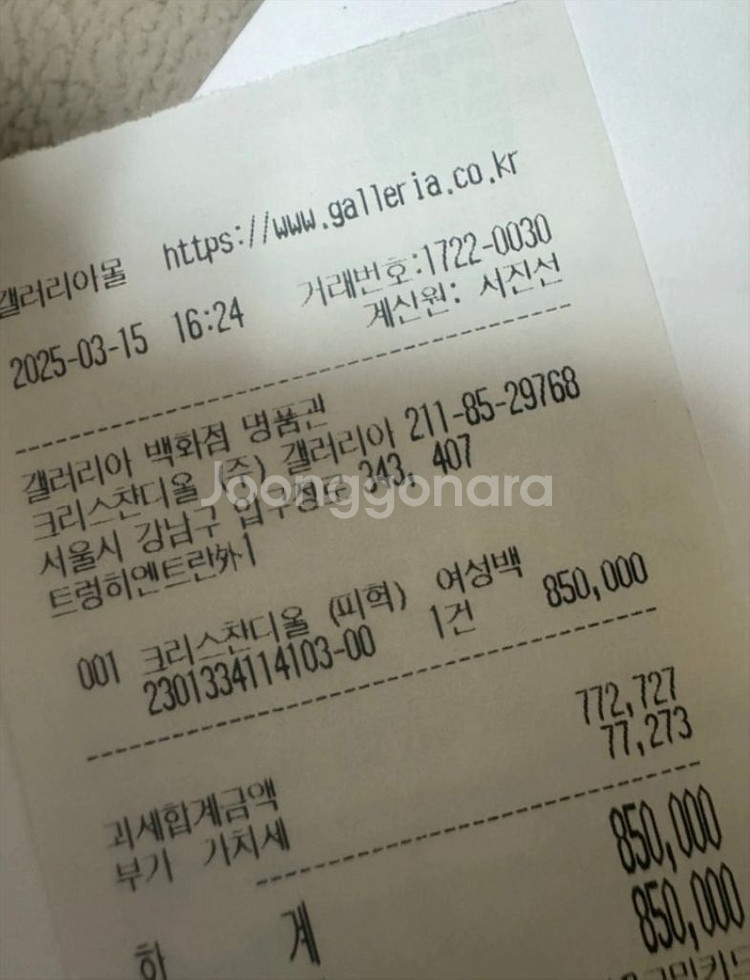 갤러리아몰 https://www.galleria.co.kr
2025-03-15 16:24 거래번호:1722-0030
계산원: 서진선
갤러리아 백화점 명품관
크리스챤디올 (주) 갤러리아 211-85-29768
서울시 강남구 압구정로 343, 407
트렁히엔트란外1
001 크리스챤디올 (피혁) 여성백
2301334114103-00 1건 850,000
과세합계금액 772,727
부가 가치세 77,273
합 계 850,000
850,000
Joonggonara